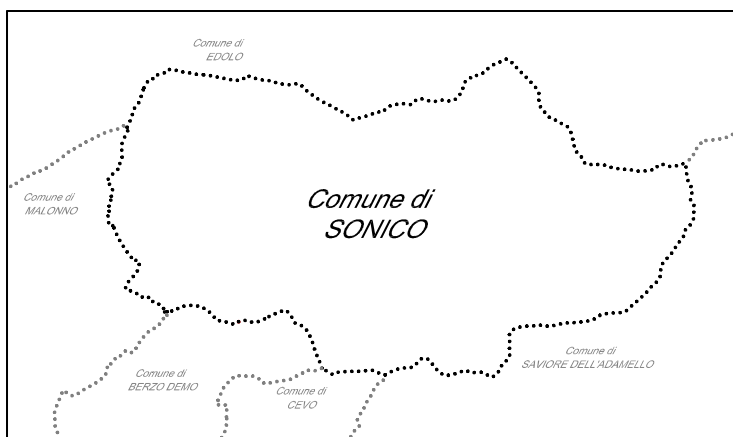 Comune di
EDOLO
Comune di
MALONNO
Comune di
SONICO
Comune di
SAVIORE DELL'ADAMELLO
Comune di
BERZO DEMO
Comune di
CEVO